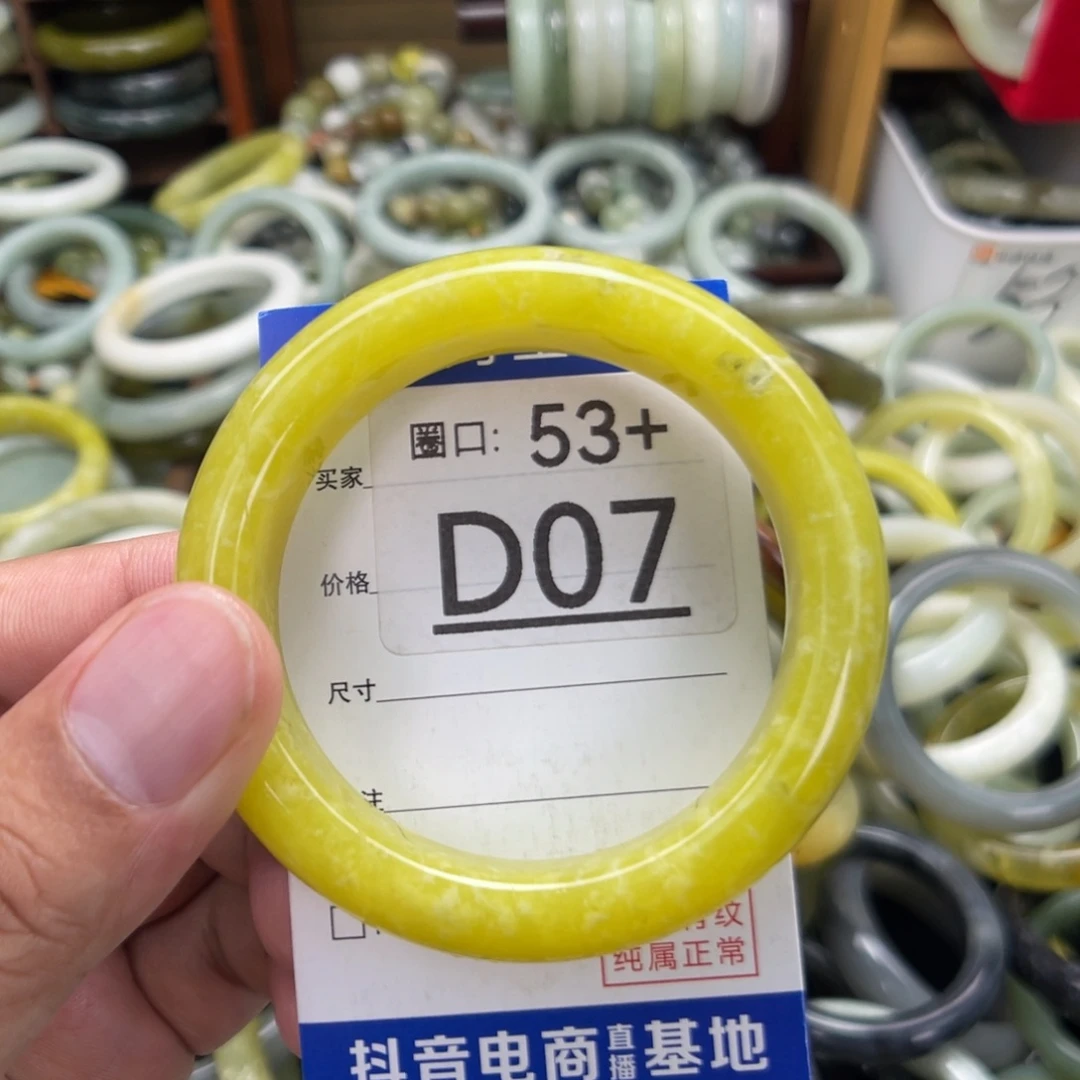 圈口: 53+
买家
D07
价格
尺寸
注
纹
纯属正常
抖音电商直播基地